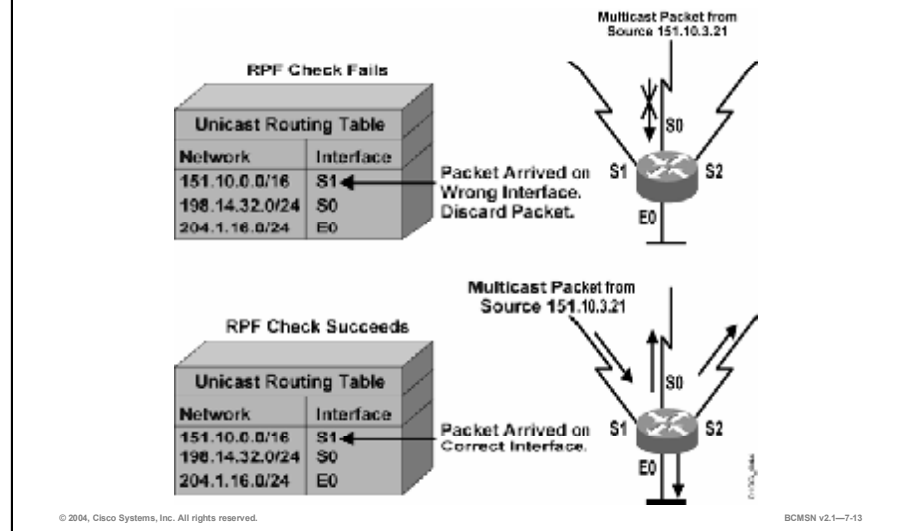 Multicast Packet from
Source 151.10.3.21
RPF Check Fails
Unicast Routing Table
Network Interface
151.10.0.0/16 S1
198.14.32.0/24 S0
204.1.16.0/24 E0
Packet Arrived on
Wrong Interface.
Discard Packet.
S0
S1
S2
E0
Multicast Packet from
Source 151.10.3.21
RPF Check Succeeds
Unicast Routing Table
Network Interface
151.10.0.0/16 S1
198.14.32.0/24 S0
204.1.16.0/24 E0
Packet Arrived on
Correct Interface.
S0
S1
S2
E0
© 2004, Cisco Systems, Inc. All rights reserved.
BCMSN v2.1—7-13